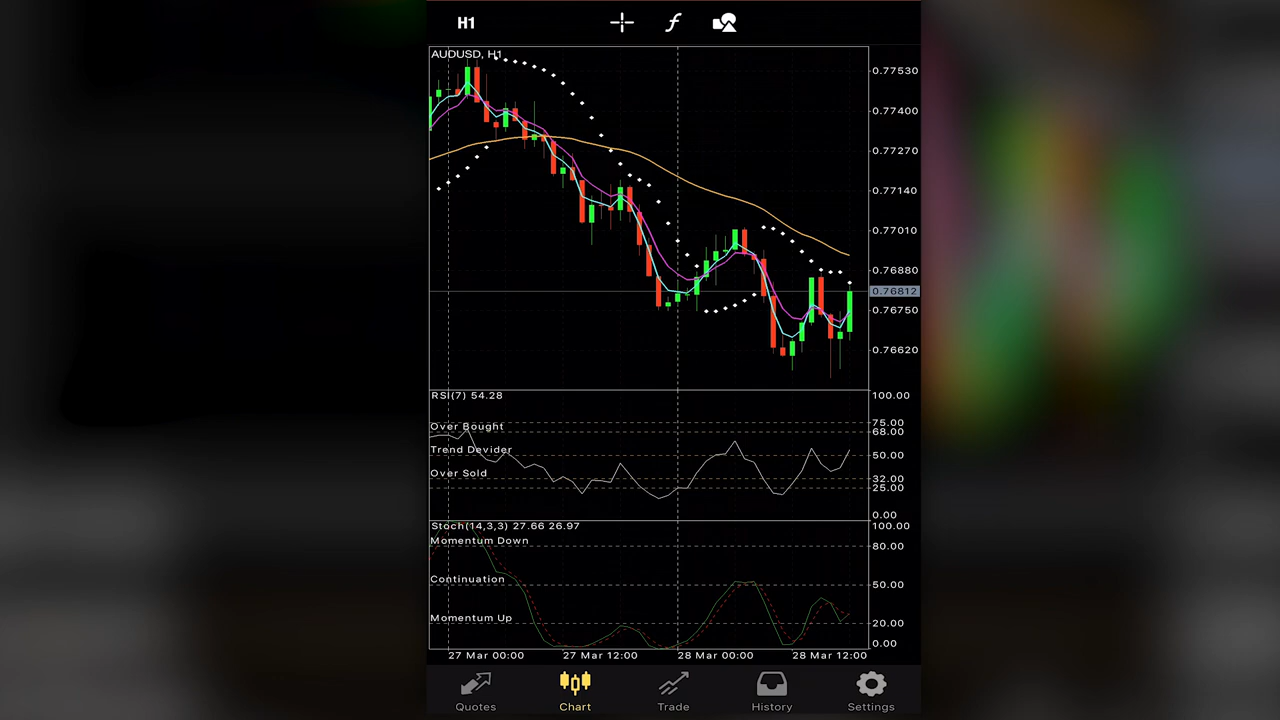 H1
AUDUSD, H1
0.77530
0.77400
0.77270
0.77140
0.77010
0.76880
0.76812
0.76750
0.76620
RSI(7) 54.28
100.00
Over Bought
75.00
68.00
Trend Devider
50.00
Over Sold
32.00
25.00
0.00
Stoch(14,3,3) 27.66 26.97
100.00
Momentum Down
80.00
Continuation
50.00
Momentum Up
20.00
0.00
27 Mar 00:00 27 Mar 12:00 28 Mar 00:00 28 Mar 12:00
Quotes Chart Trade History Settings